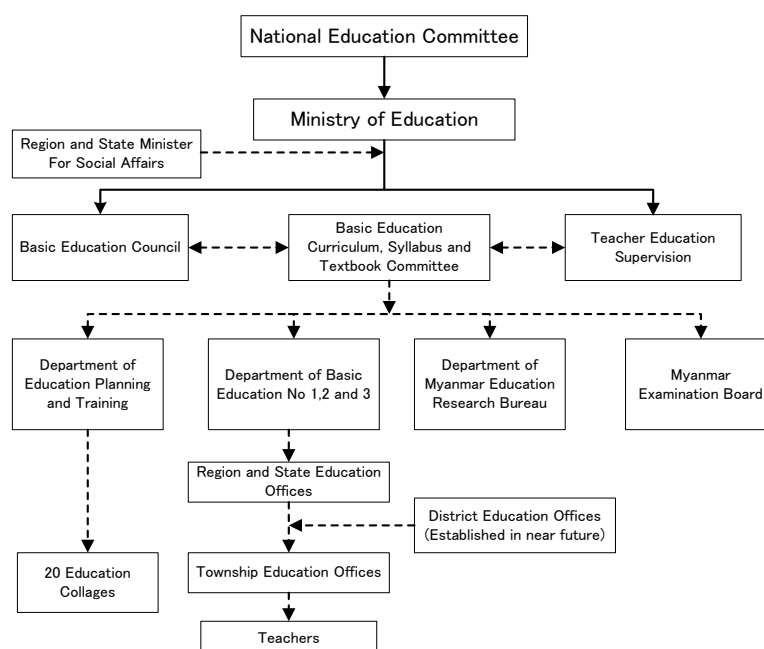 National Education Committee
Ministry of Education
Region and State Minister
For Social Affairs
Basic Education Council
Basic Education
Curriculum, Syllabus and
Textbook Committee
Teacher Education
Supervision
Department of
Education Planning
and Training
Department of Basic
Education No 1,2 and 3
Department of
Myanmar Education
Research Bureau
Myanmar
Examination Board
Region and State Education
Offices
District Education Offices
(Established in near future)
20 Education
Collages
Township Education Offices
Teachers